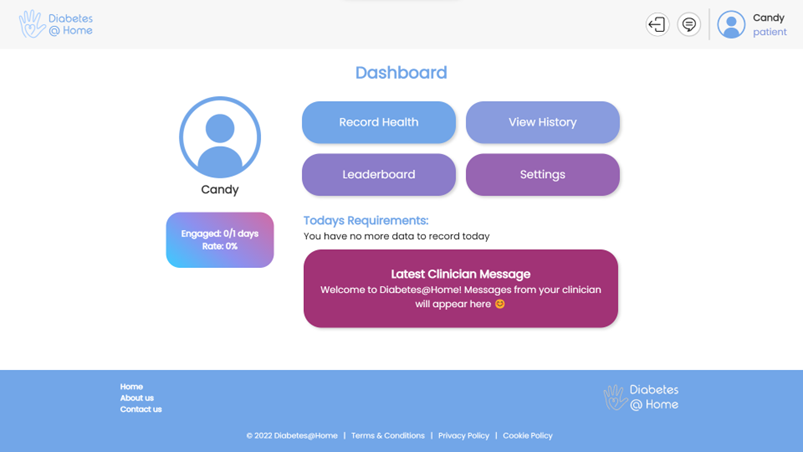 Diabetes
@ Home
Candy
patient
Dashboard
Candy
Engaged: 0/1 days
Rate: 0%
Record Health
View History
Leaderboard
Settings
Todays Requirements:
You have no more data to record today
Latest Clinician Message
Welcome to Diabetes@Home! Messages from your clinician
will appear here 😊
Home
About us
Contact us
Diabetes
@ Home
© 2022 Diabetes@Home | Terms & Conditions | Privacy Policy | Cookie Policy